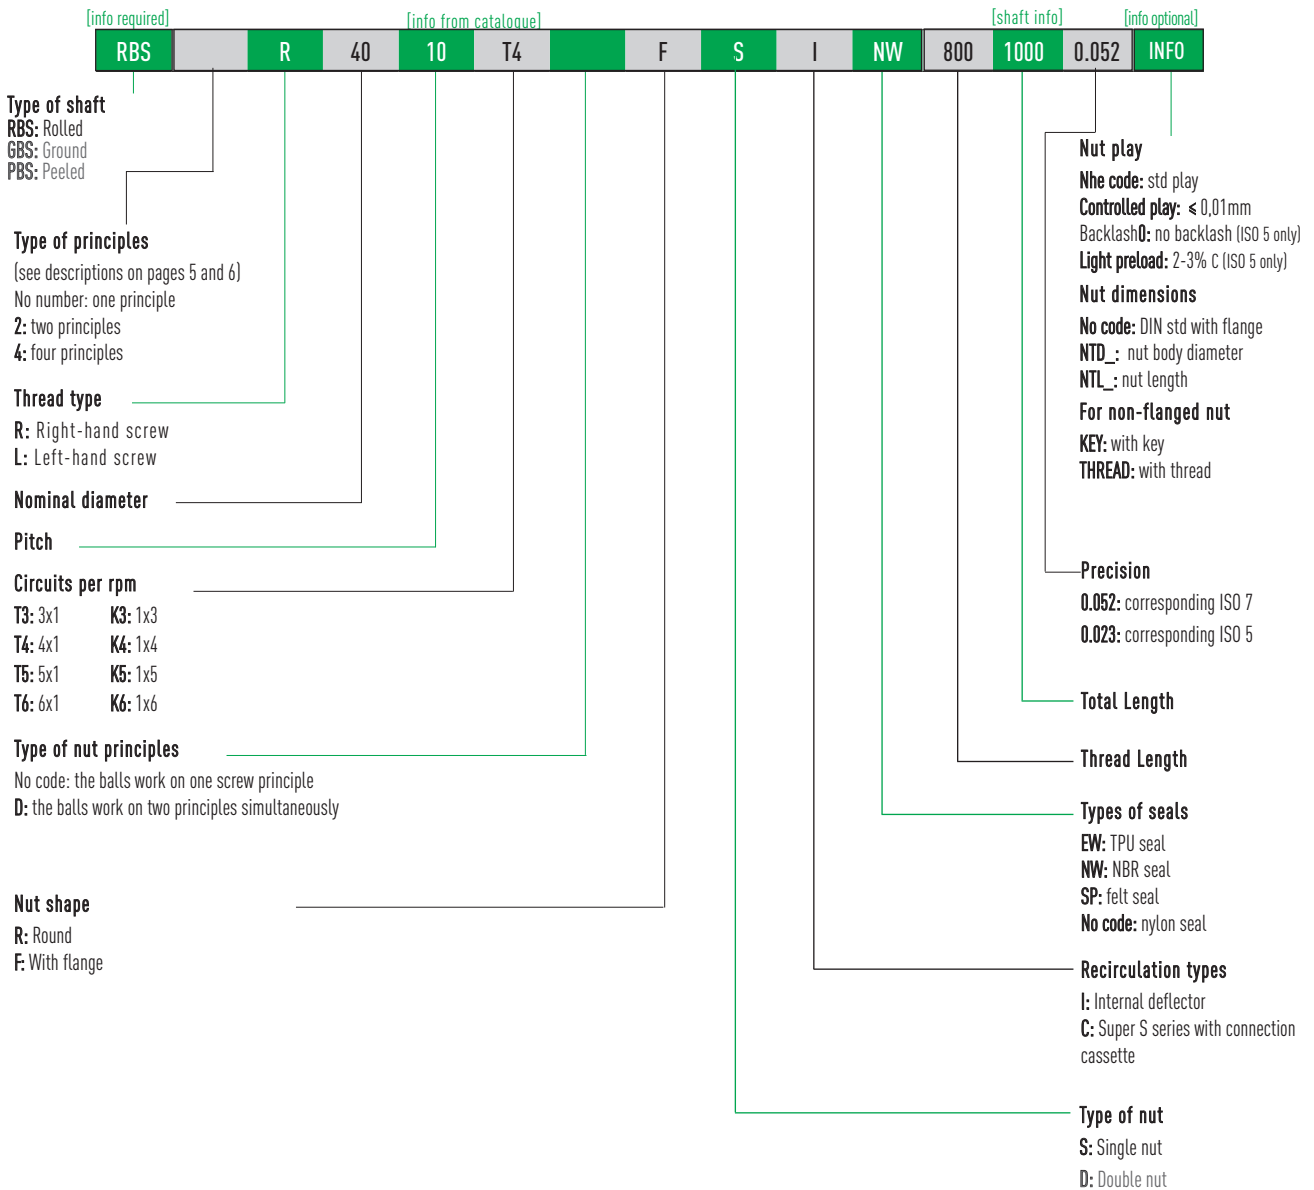 [info required]
[info from catalogue]
[shaft info]
[info optional]
RBS R 40 10 T4 F S I NW 800 1000 0.052 INFO
Type of shaft
RBS: Rolled
GBS: Ground
PBS: Peeled
Type of principles
(see descriptions on pages 5 and 6)
No number: one principle
2: two principles
4: four principles
Thread type
R: Right-hand screw
L: Left-hand screw
Nominal diameter
Pitch
Circuits per rpm
T3: 3x1 K3: 1x3
T4: 4x1 K4: 1x4
T5: 5x1 K5: 1x5
T6: 6x1 K6: 1x6
Type of nut principles
No code: the balls work on one screw principle
D: the balls work on two principles simultaneously
Nut shape
R: Round
F: With flange
Nut play
Nhe code: std play
Controlled play: ≤ 0,01mm
Backlash0: no backlash (ISO 5 only)
Light preload: 2-3% C (ISO 5 only)
Nut dimensions
No code: DIN std with flange
NTD_: nut body diameter
NTL_: nut length
For non-flanged nut
KEY: with key
THREAD: with thread
Precision
0.052: corresponding ISO 7
0.023: corresponding ISO 5
Total Length
Thread Length
Types of seals
EW: TPU seal
NW: NBR seal
SP: felt seal
No code: nylon seal
Recirculation types
I: Internal deflector
C: Super S series with connection
cassette
Type of nut
S: Single nut
D: Double nut